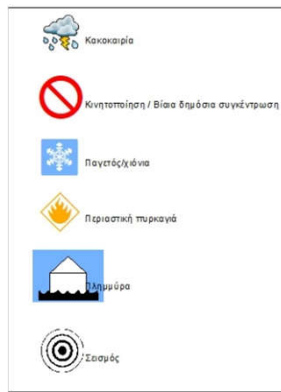 Κακοκαιρία
Κινητοποίηση / Βίαια δημόσια συγκέντρωση
Παγετός/χιόνια
Περιαστική πυρκαγιά
Πλημμύρα
Σεισμός